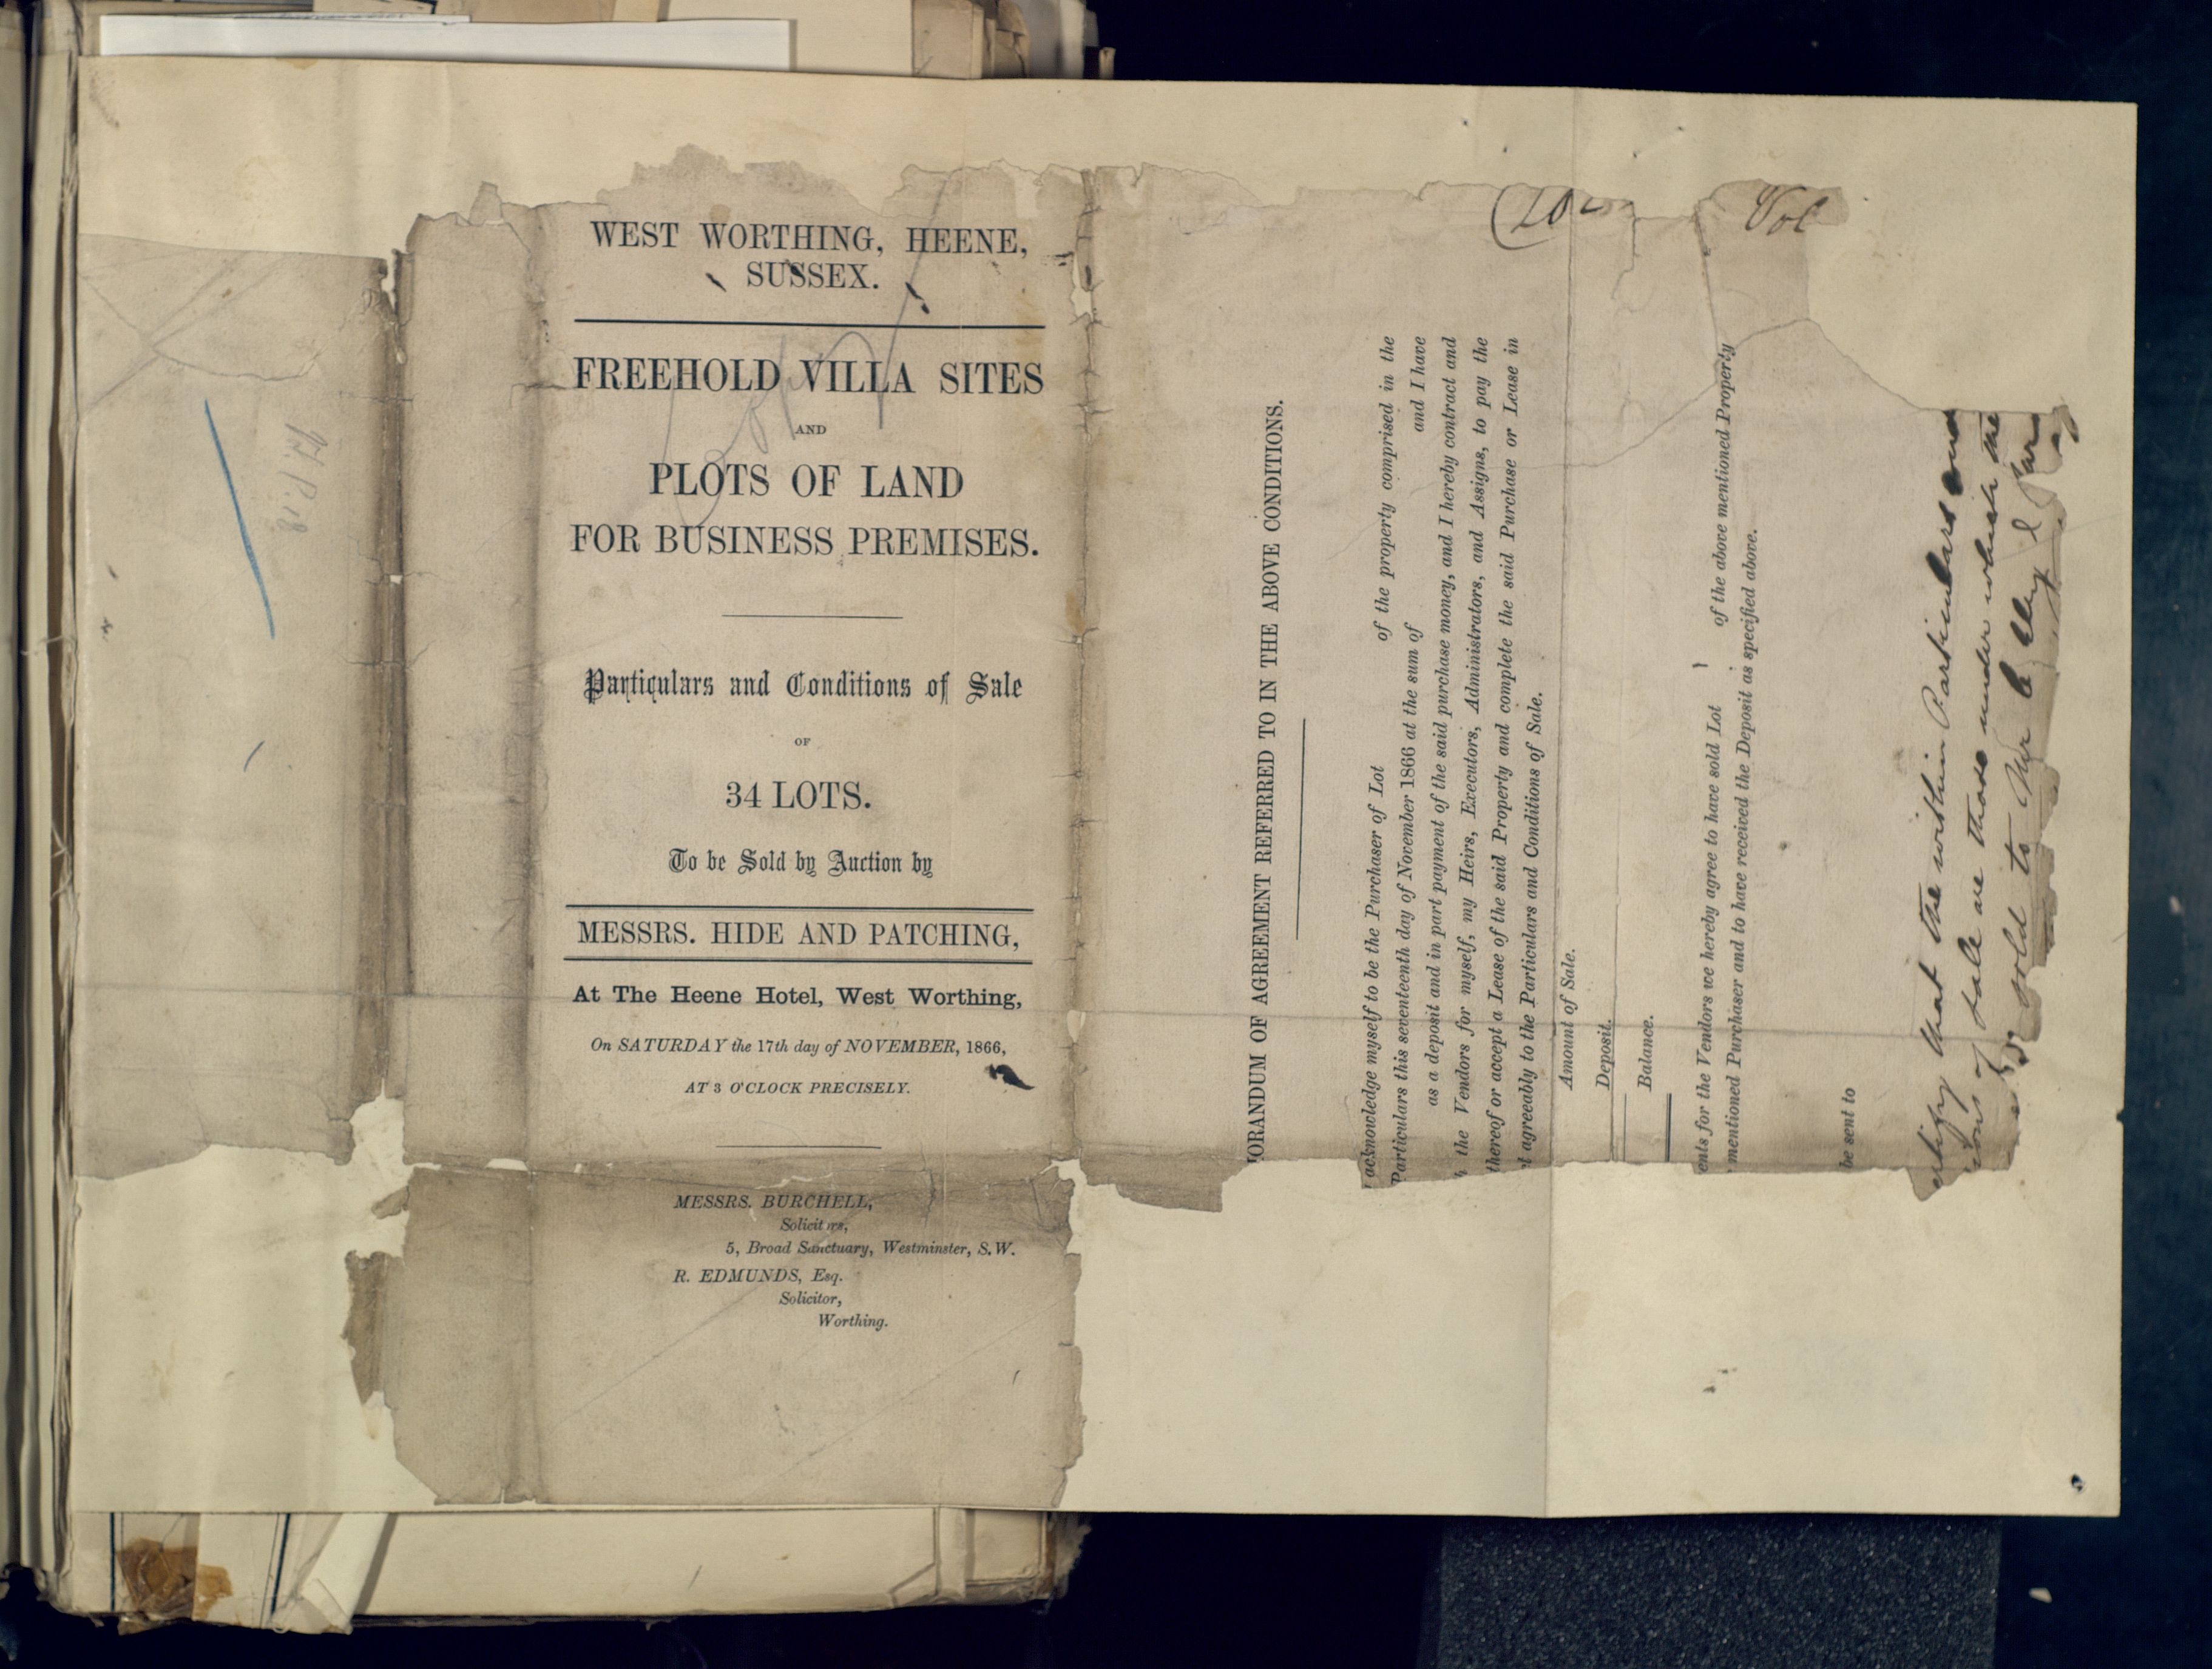 WEST WORTHING, HEENE,
SUSSEX.
FREEHOLD VILLA SITES
AND
PLOTS OF LAND
FOR BUSINESS PREMISES.
Particulars and Conditions of Sale
OF
34 LOTS.
To be Sold by Auction by
MESSRS. HIDE AND PATCHING,
At The Heene Hotel, West Worthing,
On SATURDAY the 17th day of NOVEMBER, 1866,
AT 3 O'CLOCK PRECISELY.
MESSRS. BURCHELL,
Solicitors,
5, Broad Sanctuary, Westminster, S.W.
R. EDMUNDS, Esq.
Solicitor,
Worthing.
Vol
ORANDUM OF AGREEMENT REFERRED TO IN THE ABOVE CONDITIONS.
acknowledge myself to be the Purchaser of Lot of the property comprised in the
Particulars this seventeenth day of November 1866 at the sum of and I have
as a deposit and in part payment of the said purchase money, and I hereby contract and
the Vendors for myself, my Heirs, Executors, Administrators, and Assigns, to pay the
thereof or accept a Lease of the said Property and complete the said Purchase or Lease in
agreeably to the Particulars and Conditions of Sale.
Amount of Sale.
Deposit.
Balance.
ents for the Vendors we hereby agree to have sold Lot of the above mentioned Property
mentioned Purchaser and to have received the Deposit as specified above.
be sent to
that the within Particulars and
of Sale are those under which the
sold to Mr